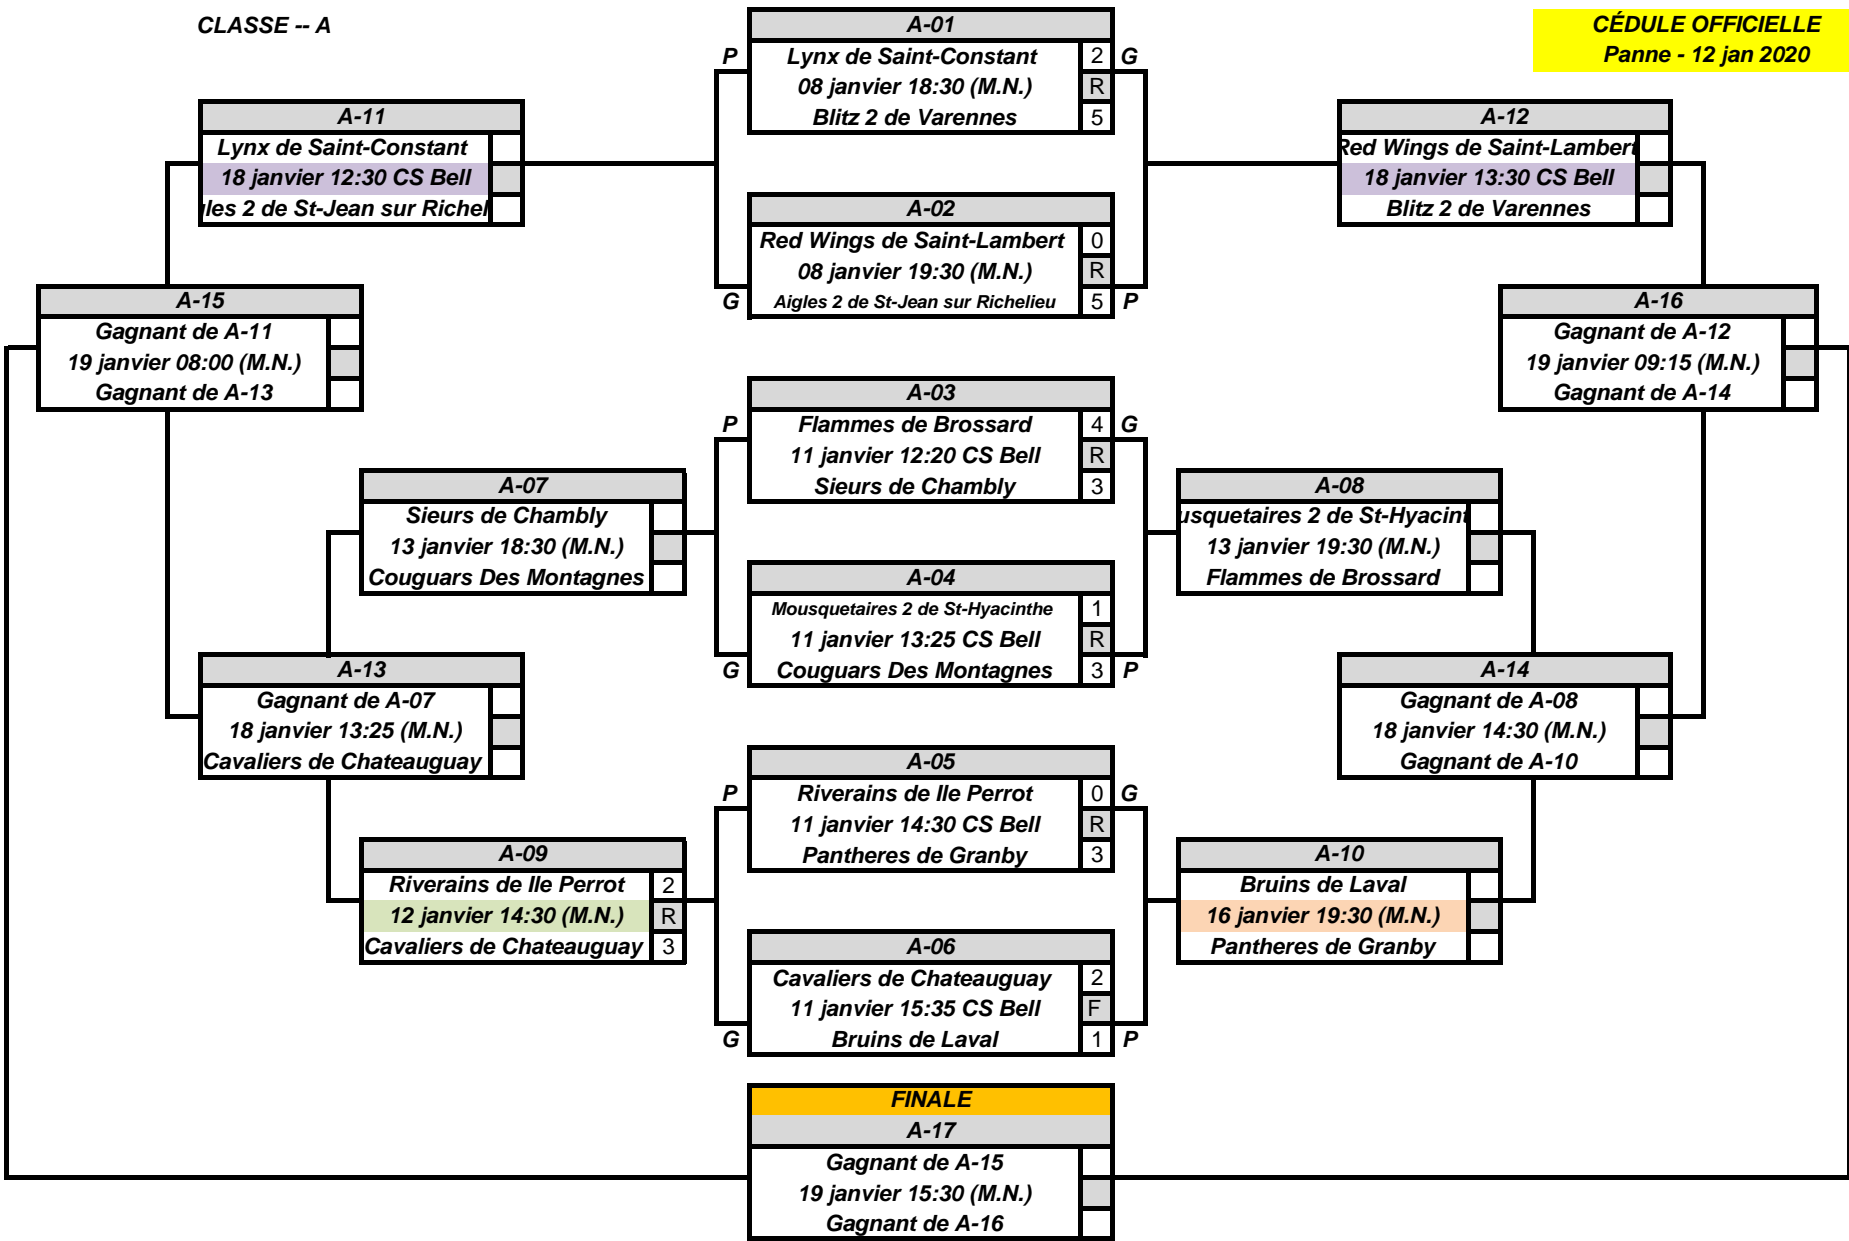 CLASSE -- A
CÉDULE OFFICIELLE
Panne - 12 jan 2020
A-01
P Lynx de Saint-Constant 2 G
08 janvier 18:30 (M.N.) R
Blitz 2 de Varennes 5
A-11
Lynx de Saint-Constant
18 janvier 12:30 CS Bell
les 2 de St-Jean sur Richel
A-12
Red Wings de Saint-Lambert
18 janvier 13:30 CS Bell
Blitz 2 de Varennes
A-02
Red Wings de Saint-Lambert 0
08 janvier 19:30 (M.N.) R
G Aigles 2 de St-Jean sur Richelieu 5 P
A-15
Gagnant de A-11
19 janvier 08:00 (M.N.)
Gagnant de A-13
A-16
Gagnant de A-12
19 janvier 09:15 (M.N.)
Gagnant de A-14
A-03
P Flammes de Brossard 4 G
11 janvier 12:20 CS Bell R
Sieurs de Chambly 3
A-07
Sieurs de Chambly
13 janvier 18:30 (M.N.)
Couguars Des Montagnes
A-08
usquetaires 2 de St-Hyacint
13 janvier 19:30 (M.N.)
Flammes de Brossard
A-04
Mousquetaires 2 de St-Hyacinthe 1
11 janvier 13:25 CS Bell R
G Couguars Des Montagnes 3 P
A-13
Gagnant de A-07
18 janvier 13:25 (M.N.)
Cavaliers de Chateauguay
A-14
Gagnant de A-08
18 janvier 14:30 (M.N.)
Gagnant de A-10
A-05
P Riverains de Ile Perrot 0 G
11 janvier 14:30 CS Bell R
Pantheres de Granby 3
A-09
Riverains de Ile Perrot 2
12 janvier 14:30 (M.N.) R
Cavaliers de Chateauguay 3
A-10
Bruins de Laval
16 janvier 19:30 (M.N.)
Pantheres de Granby
A-06
Cavaliers de Chateauguay 2
11 janvier 15:35 CS Bell F
G Bruins de Laval 1 P
FINALE
A-17
Gagnant de A-15
19 janvier 15:30 (M.N.)
Gagnant de A-16